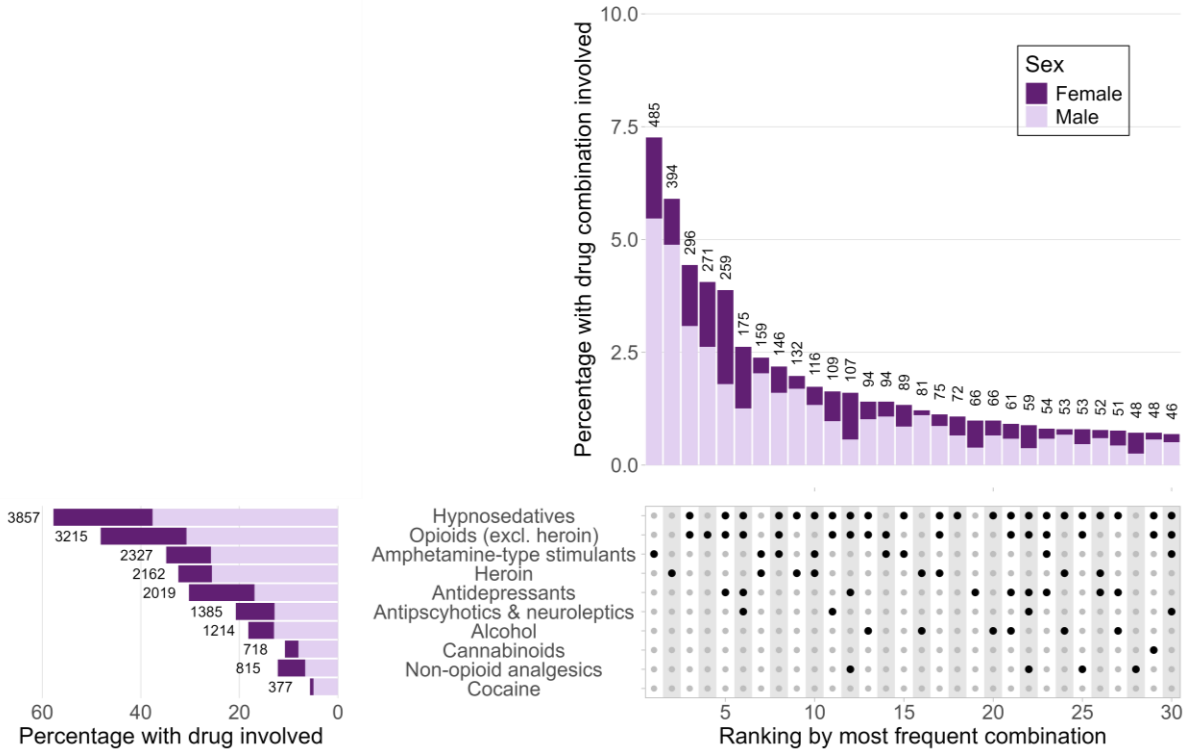 10.0
7.5
5.0
2.5
0.0
Percentage with drug combination involved
Sex
Female
Male
485
394
296
271
259
175
159
146
132
116
109
107
94
94
89
81
75
72
66
66
61
59
54
53
53
52
51
48
48
46
3857
3215
2327
2162
2019
1385
1214
718
815
377
60 40 20 0
Percentage with drug involved
Hypnosedatives
Opioids (excl. heroin)
Amphetamine-type stimulants
Heroin
Antidepressants
Antipscyhotics & neuroleptics
Alcohol
Cannabinoids
Non-opioid analgesics
Cocaine
5 10 15 20 25 30
Ranking by most frequent combination